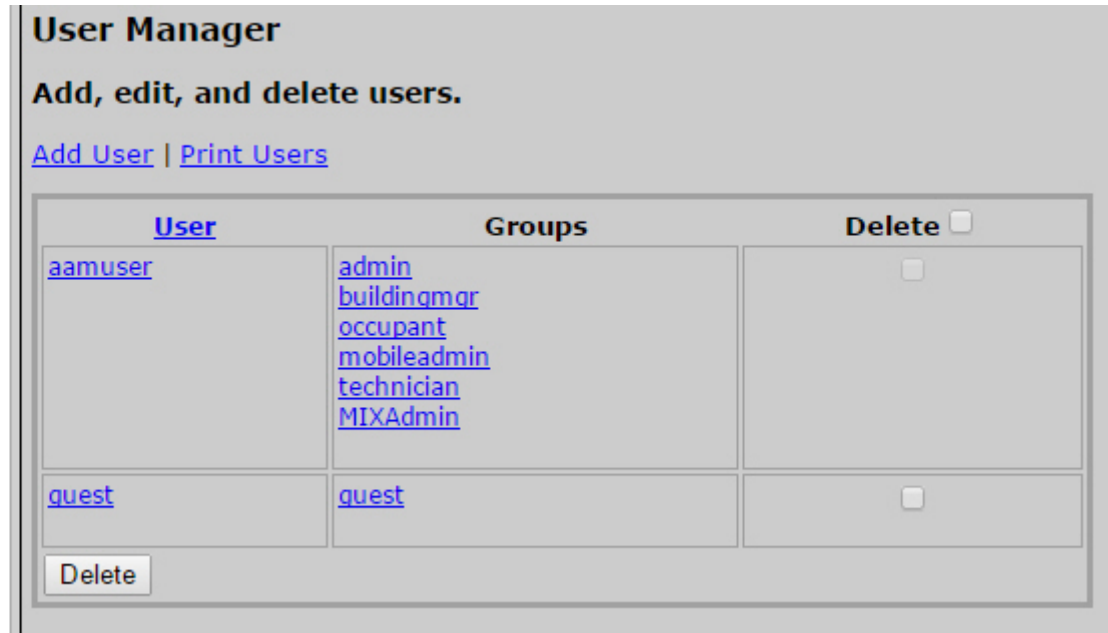 User Manager
Add, edit, and delete users.
Add User | Print Users
User Groups Delete
aamuser admin
buildingmgr
occupant
mobileadmin
technician
MIXAdmin
guest guest
Delete